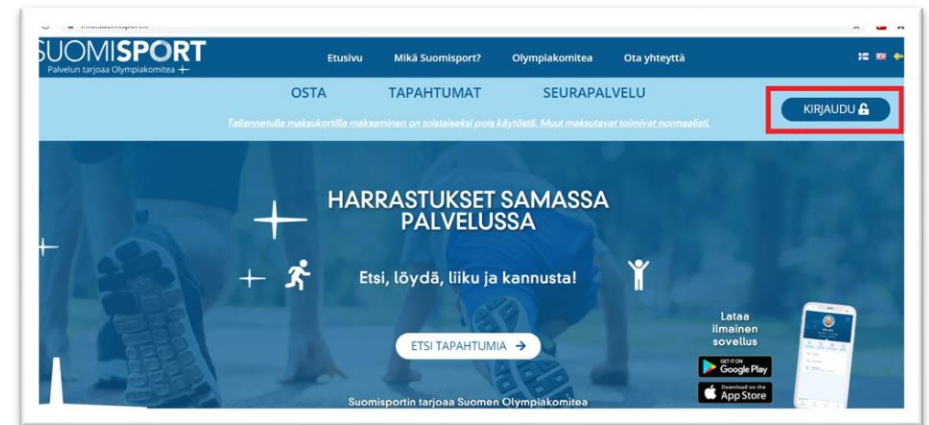 SUOMISPORT
Palvelun tarjoaa Olympiakomitea
Etusivu Mikä Suomisport? Olympiakomitea Ota yhteyttä
OSTA TAPAHTUMAT SEURAPALVELU
KIRJAUDU
Tallennetulla maksukortilla maksaminen on toistaiseksi pois käytöstä. Muut maksutavat toimivat normaalisti.
HARRASTUKSET SAMASSA
PALVELUSSA
Etsi, löydä, liiku ja kannusta!
ETSI TAPAHTUMIA →
Lataa
ilmainen
sovellus
GET IT ON
Google Play
Download on the
App Store
Suomisportin tarjoaa Suomen Olympiakomitea